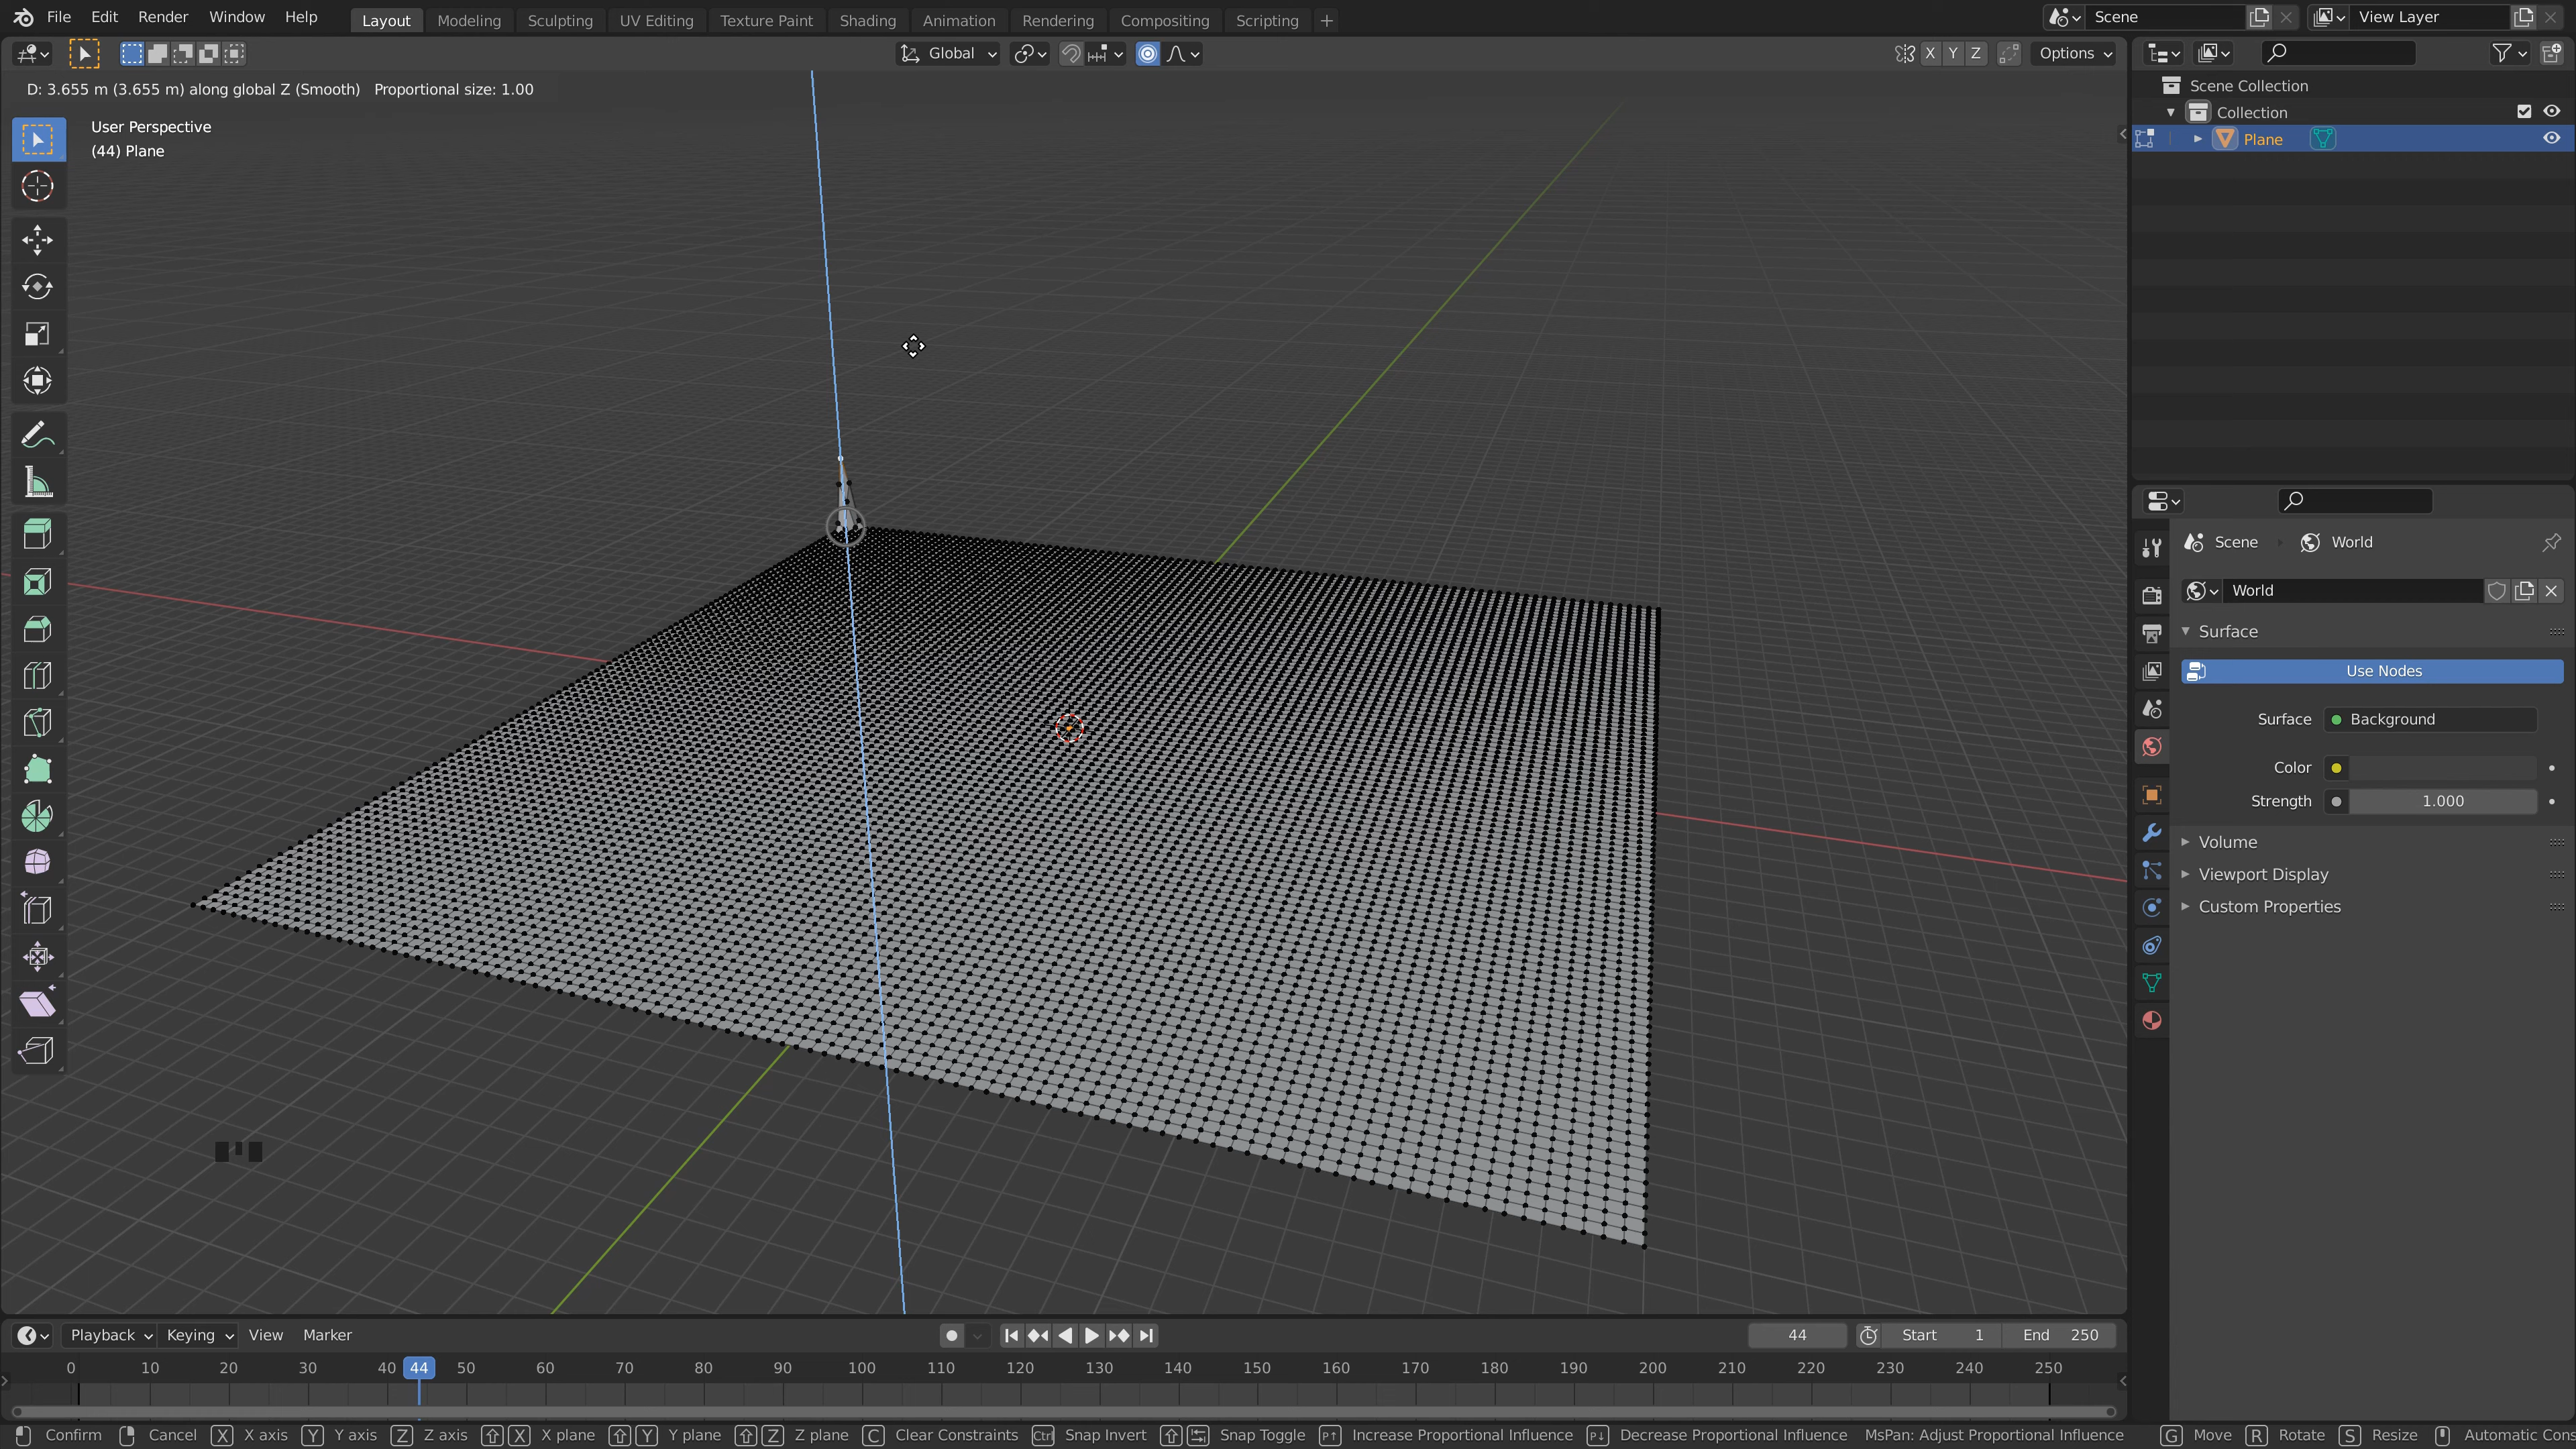 File Edit Render Window Help Layout Modeling Sculpting UV Editing Texture Paint Shading Animation Rendering Compositing Scripting + Scene View Layer
Global X Y Z Options
D: 3.655 m (3.655 m) along global Z (Smooth) Proportional size: 1.00
User Perspective
(44) Plane
Scene Collection
Collection
Plane
Scene World
World
Surface
Use Nodes
Surface Background
Color
Strength 1.000
Volume
Viewport Display
Custom Properties
Playback Keying View Marker 44 Start 1 End 250
0 10 20 30 40 44 50 60 70 80 90 100 110 120 130 140 150 160 170 180 190 200 210 220 230 240 250
Confirm Cancel X X axis Y Y axis Z Z axis X X plane Y Y plane Z Z plane C Clear Constraints Ctrl Snap Invert Snap Toggle P↑ Increase Proportional Influence P↓ Decrease Proportional Influence MsPan: Adjust Proportional Influence G Move R Rotate S Resize Automatic Con